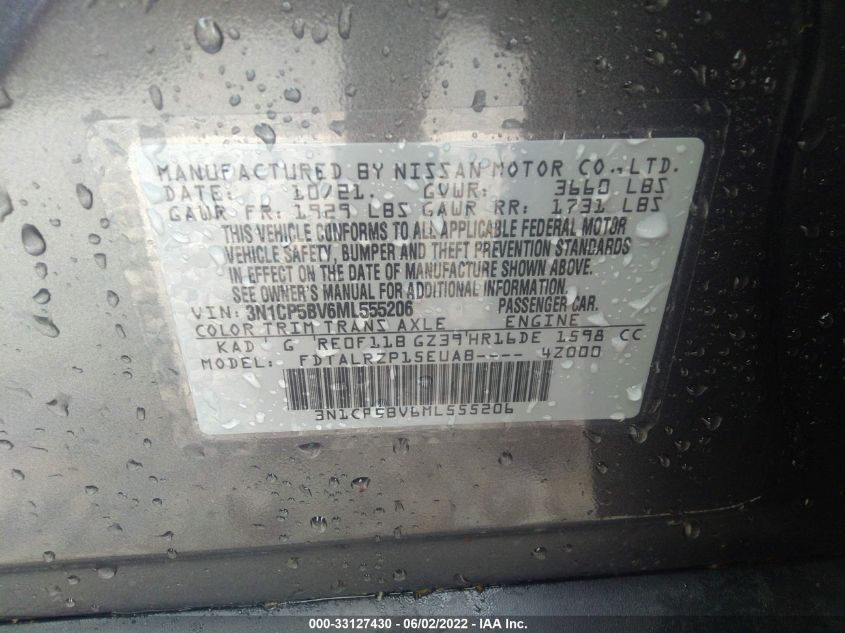 MANUFACTURED BY NISSAN MOTOR CO., LTD.
DATE: 10/21. GVWR: 3660 LBS
GAWR FR: 1929 LBS GAWR RR: 1731 LBS
THIS VEHICLE CONFORMS TO ALL APPLICABLE FEDERAL MOTOR
VEHICLE SAFETY, BUMPER AND THEFT PREVENTION STANDARDS
IN EFFECT ON THE DATE OF MANUFACTURE SHOWN ABOVE.
SEE OWNER'S MANUAL FOR ADDITIONAL INFORMATION.
VIN: 3N1CP5BV6ML555206 PASSENGER CAR.
COLOR TRIM TRANS AXLE ENGINE
KAD G RE0F11B GZ39 HR16DE 1598 CC
MODEL: FDTALRZP15EUAB---- 4Z000
3N1CP5BV6ML555206
000-33127430 - 06/02/2022 - IAA Inc.